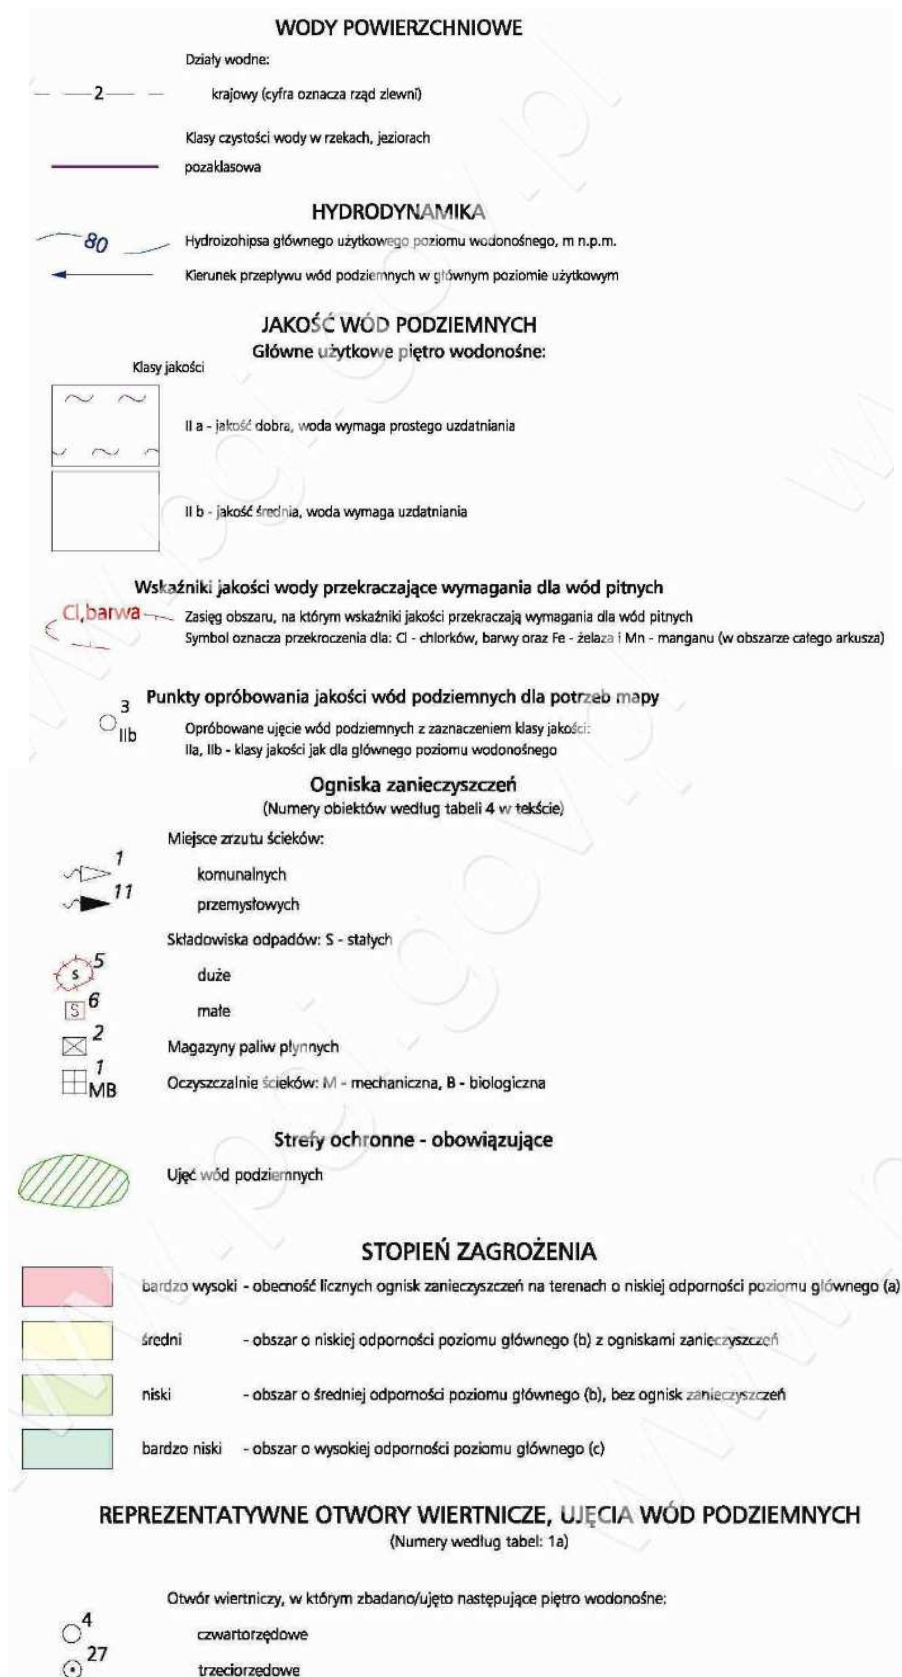 WODY POWIERZCHNIOWE
Działy wodne:
2 krajowy (cyfra oznacza rząd zlewni)
Klasy czystości wody w rzekach, jeziorach
pozaklasowa
HYDRODYNAMIKA
80 Hydroizohipsa głównego użytkowego poziomu wodonośnego, m n.p.m.
Kierunek przepływu wód podziemnych w głównym poziomie użytkowym
JAKOŚĆ WÓD PODZIEMNYCH
Główne użytkowe piętro wodonośne:
Klasy jakości
II a - jakość dobra, woda wymaga prostego uzdatniania
II b - jakość średnia, woda wymaga uzdatniania
Wskaźniki jakości wody przekraczające wymagania dla wód pitnych
Cl,barwa Zasięg obszaru, na którym wskaźniki jakości przekraczają wymagania dla wód pitnych
Symbol oznacza przekroczenia dla: Cl - chlorków, barwy oraz Fe - żelaza i Mn - manganu (w obszarze całego arkusza)
Punkty opróbowania jakości wód podziemnych dla potrzeb mapy
3
IIb
Opróbowane ujęcie wód podziemnych z zaznaczeniem klasy jakości:
IIa, IIb - klasy jakości jak dla głównego poziomu wodonośnego
Ogniska zanieczyszczeń
(Numery obiektów według tabeli 4 w tekście)
Miejsce zrzutu ścieków:
1 komunalnych
11 przemysłowych
Składowiska odpadów: S - stałych
s 5 duże
S 6 małe
2 Magazyny paliw płynnych
1 MB Oczyszczalnie ścieków: M - mechaniczna, B - biologiczna
Strefy ochronne - obowiązujące
Ujęć wód podziemnych
STOPIEŃ ZAGROŻENIA
bardzo wysoki - obecność licznych ognisk zanieczyszczeń na terenach o niskiej odporności poziomu głównego (a)
średni - obszar o niskiej odporności poziomu głównego (b) z ogniskami zanieczyszczeń
niski - obszar o średniej odporności poziomu głównego (b), bez ognisk zanieczyszczeń
bardzo niski - obszar o wysokiej odporności poziomu głównego (c)
REPREZENTATYWNE OTWORY WIERTNICZE, UJĘCIA WÓD PODZIEMNYCH
(Numery według tabel: 1a)
Otwór wiertniczy, w którym zbadano/ujęto następujące piętro wodonośne:
4 czwartorzędowe
27 trzeciorzędowe
www.pgi.gov.pl